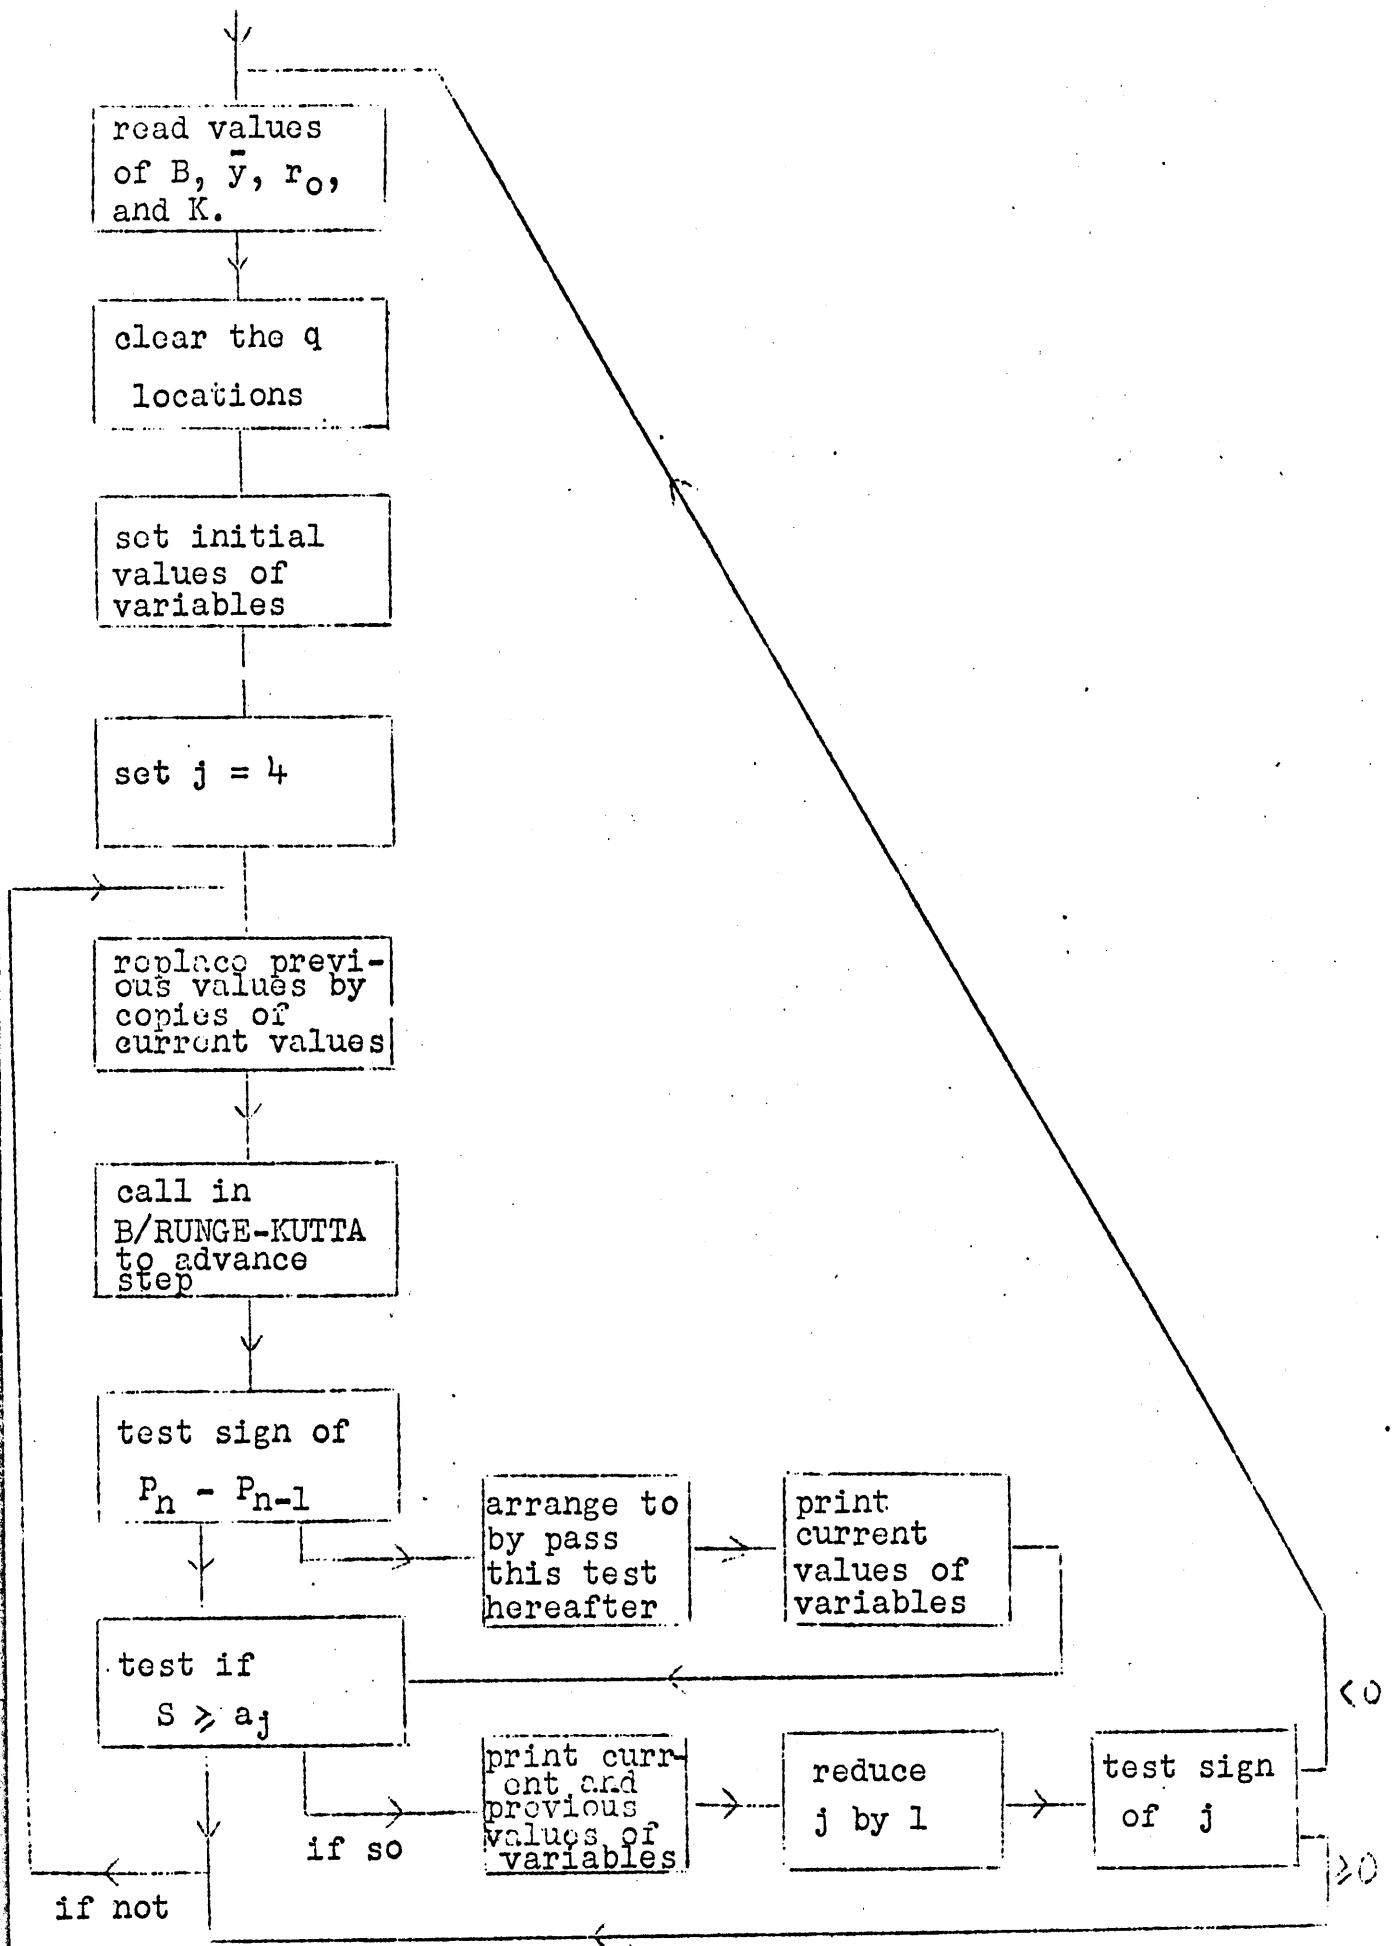 read values
of B, ȳ, r₀,
and K.
clear the q
locations
set initial
values of
variables
set j = 4
replace previ-
ous values by
copies of
current values
call in
B/RUNGE-KUTTA
to advance
step
test sign of
Pₙ - Pₙ₋₁
arrange to
by pass
this test
hereafter
print
current
values of
variables
test if
S ⩾ aⱼ
if so
if not
print curr-
ent and
previous
values of
variables
reduce
j by 1
test sign
of j
<0
≥0